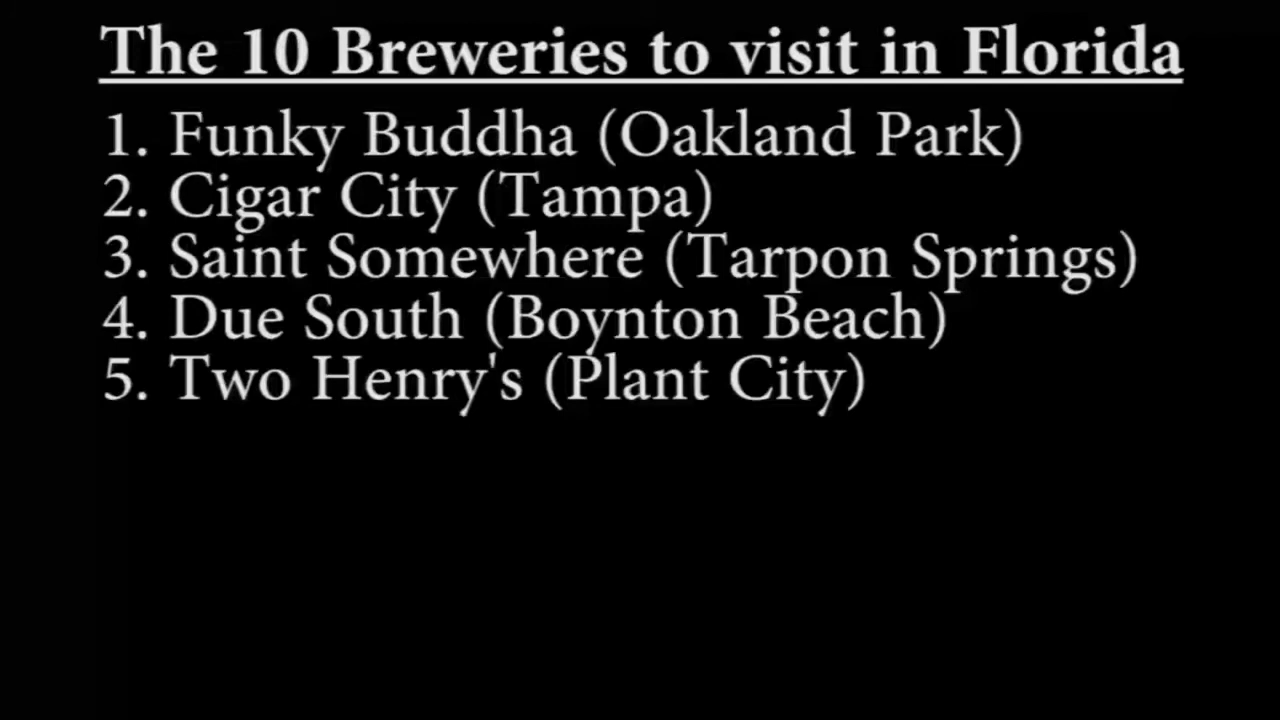 The 10 Breweries to visit in Florida
1. Funky Buddha (Oakland Park)
2. Cigar City (Tampa)
3. Saint Somewhere (Tarpon Springs)
4. Due South (Boynton Beach)
5. Two Henry's (Plant City)